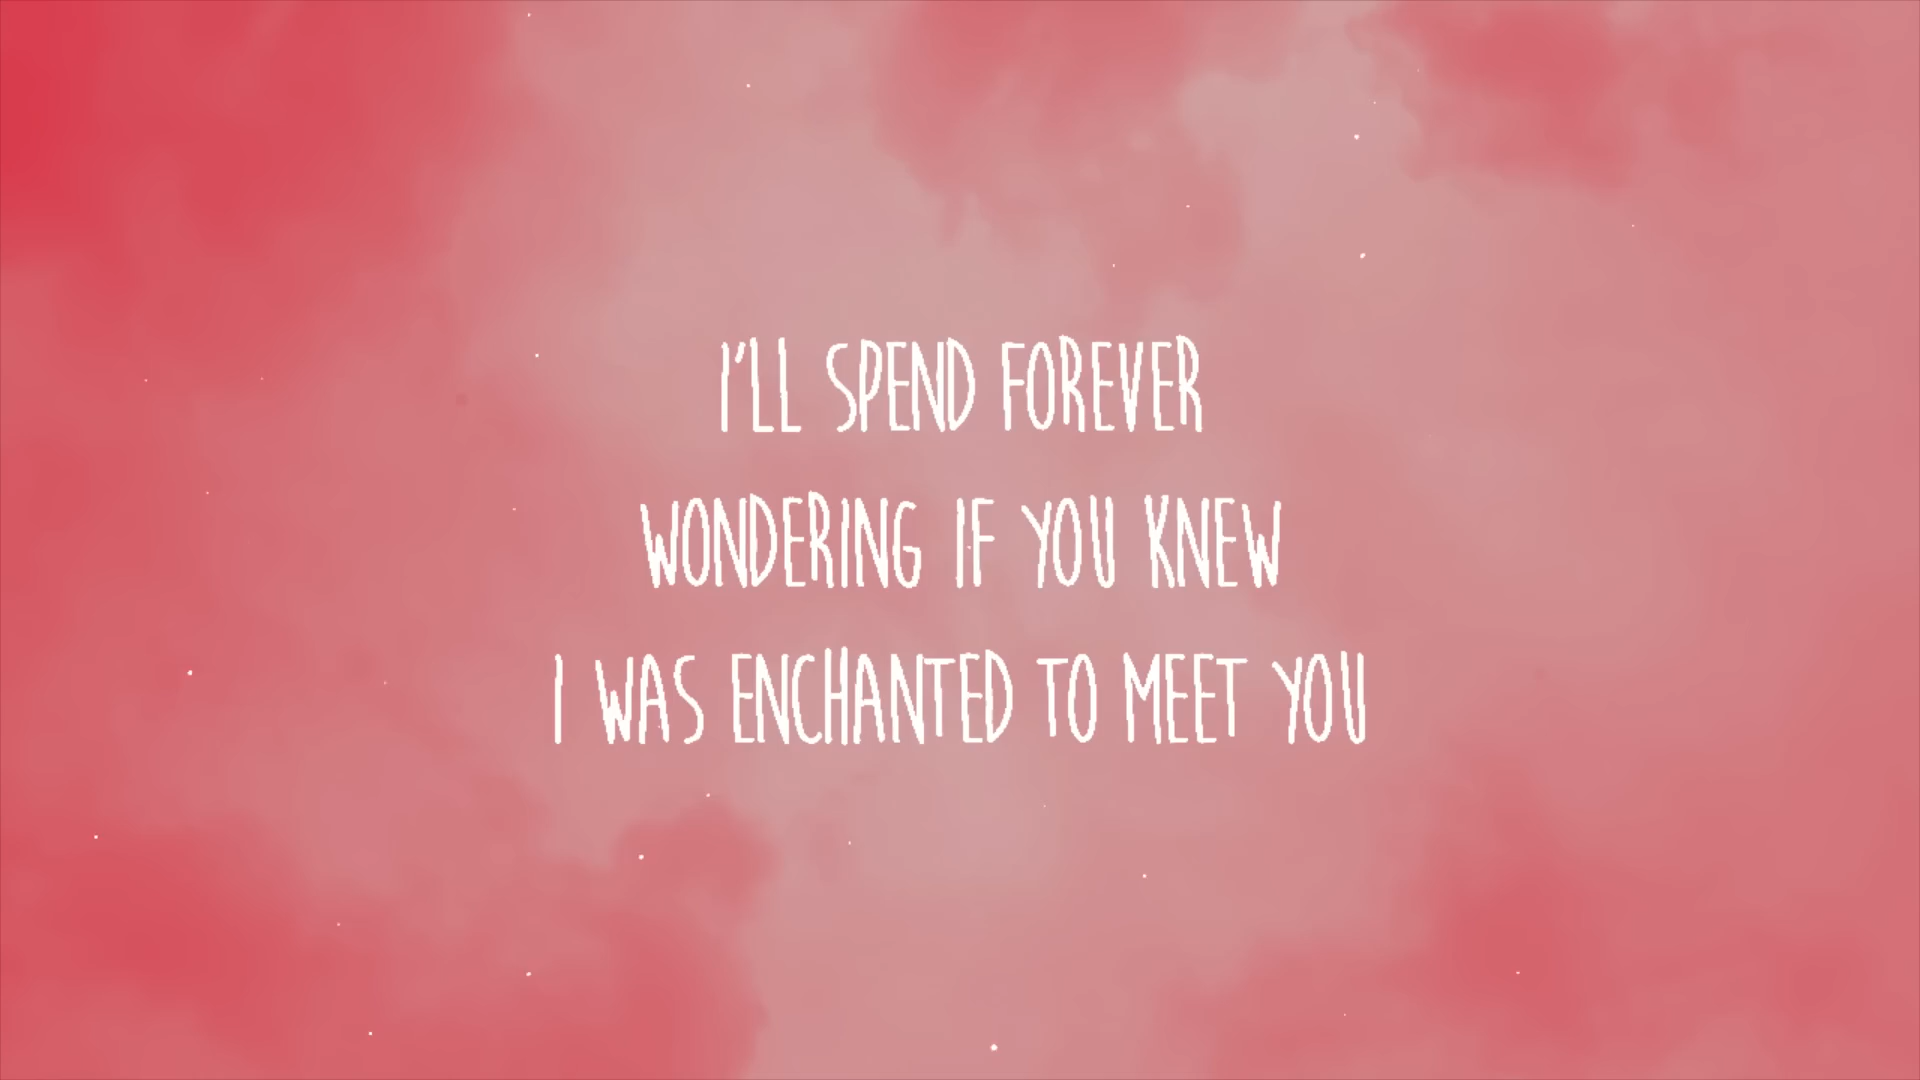 I'LL SPEND FOREVER
WONDERING IF YOU KNEW
I WAS ENCHANTED TO MEET YOU